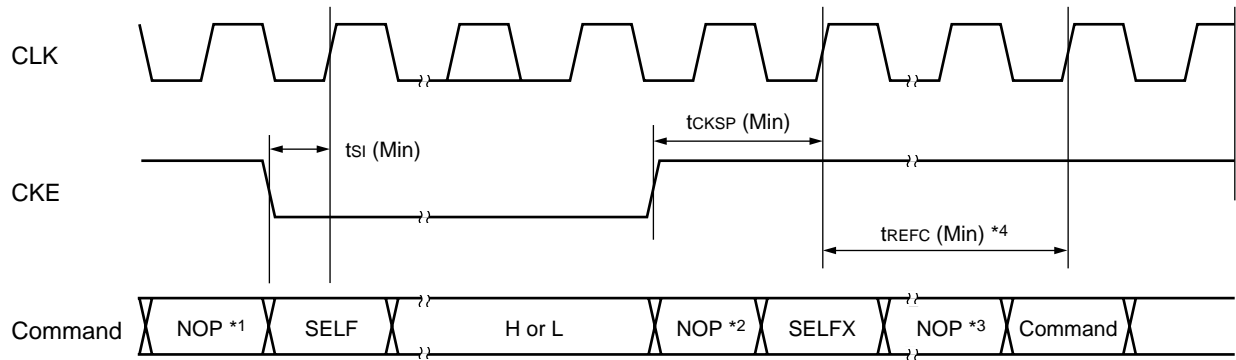 CLK
tSI (Min)
tCKSP (Min)
CKE
tREFC (Min) *4
Command
NOP *1
SELF
H or L
NOP *2
SELFX
NOP *3
Command